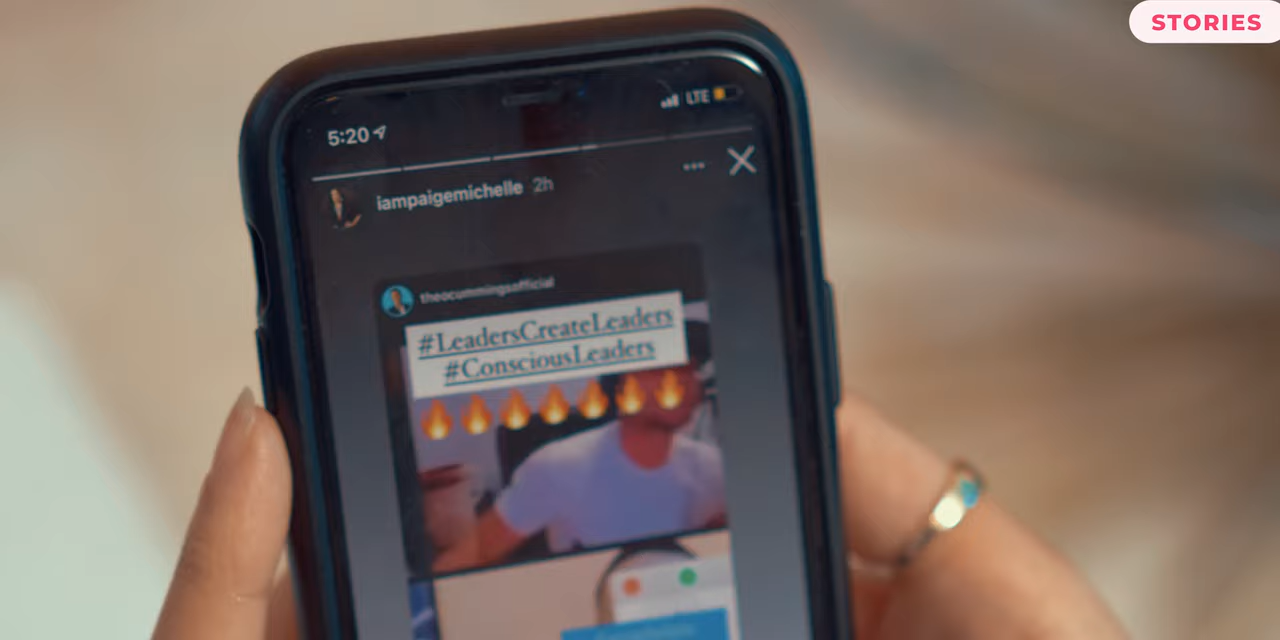 STORIES
5:20
LTE
iampaigemichelle 2h
theocummingsofficial
#LeadersCreateLeaders
#ConsciousLeaders